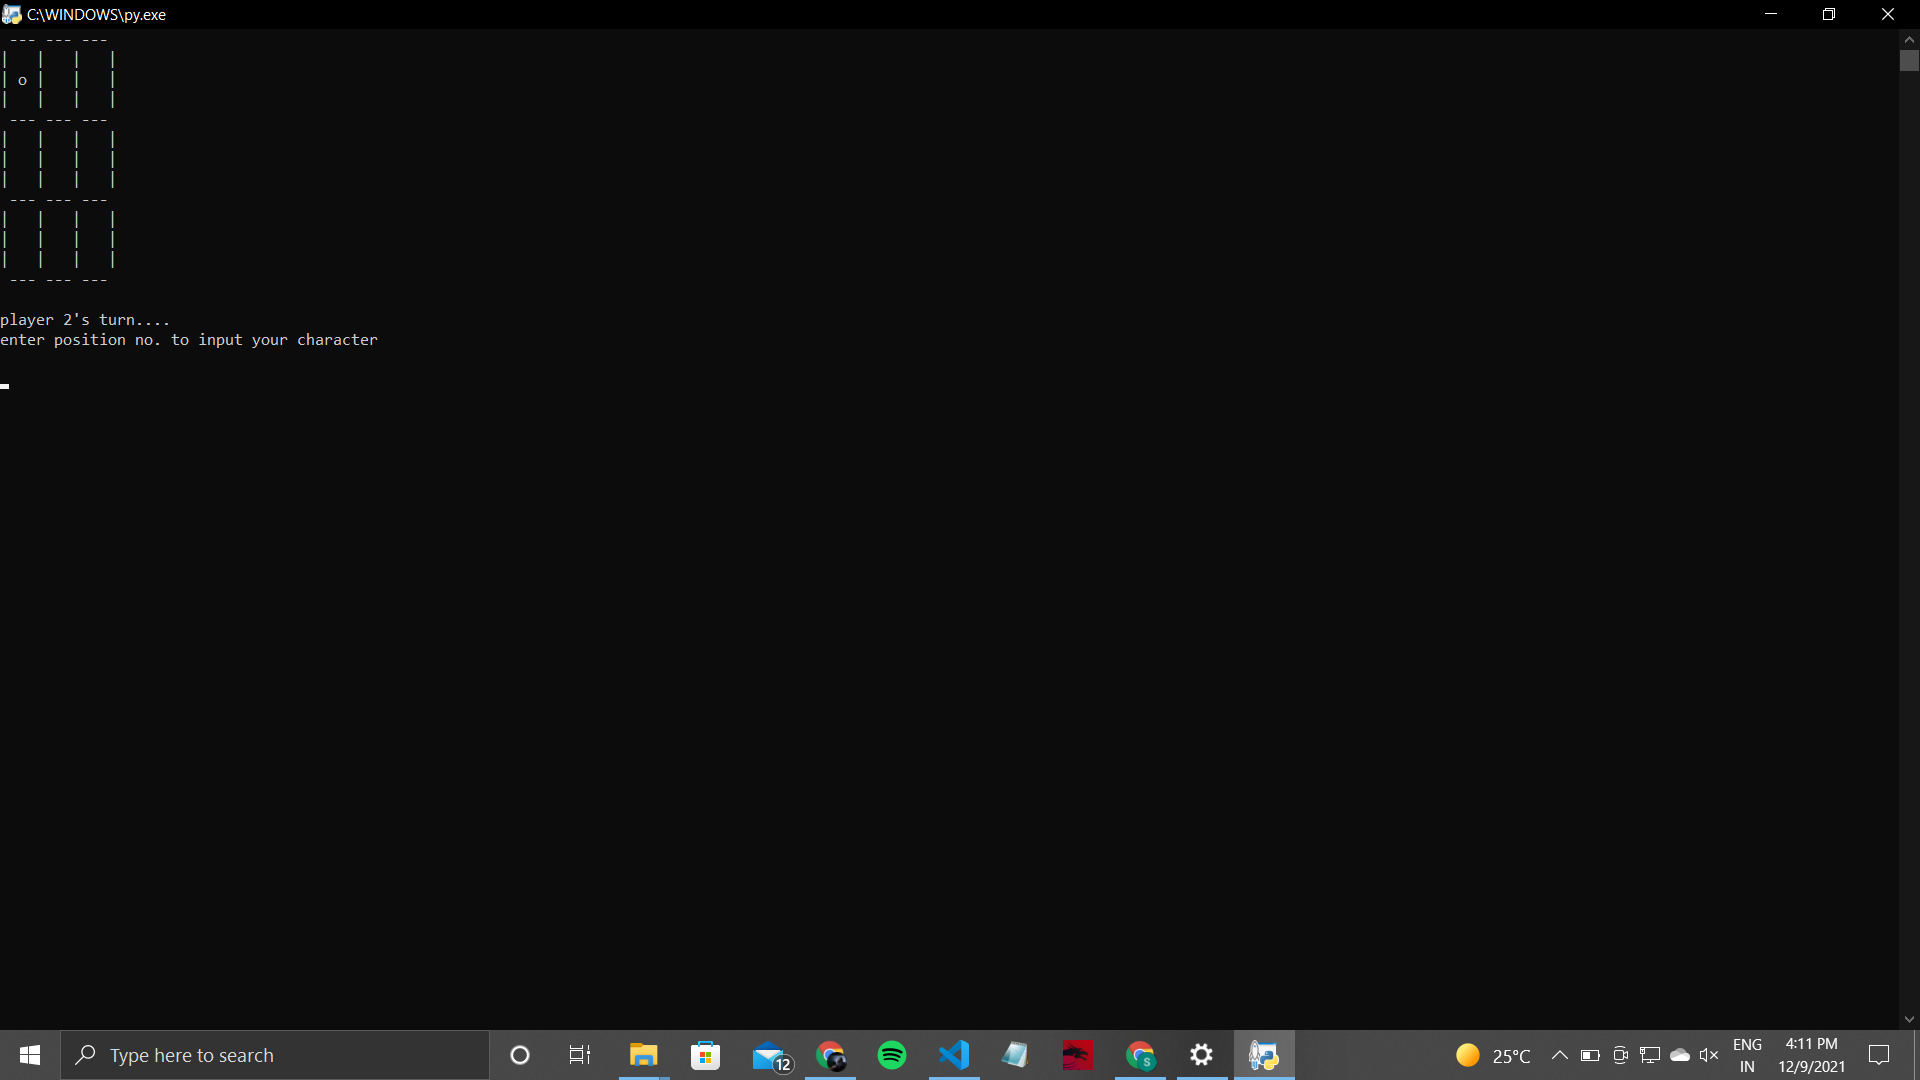 C:\WINDOWS\py.exe
 --- --- ---
|   |   |   |
| o |   |   |
|   |   |   |
 --- --- ---
|   |   |   |
|   |   |   |
|   |   |   |
 --- --- ---
|   |   |   |
|   |   |   |
|   |   |   |
 --- --- ---
player 2's turn....
enter position no. to input your character
Type here to search
12
S
25°C
ENG
IN
4:11 PM
12/9/2021